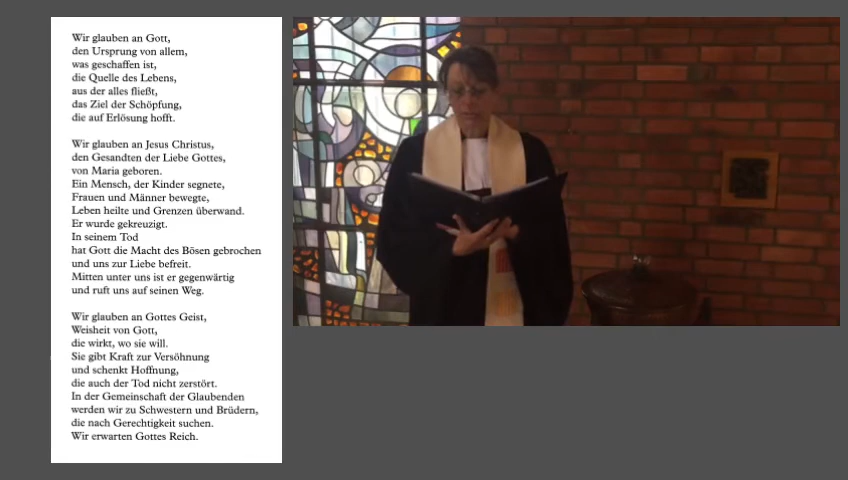 Wir glauben an Gott,
den Ursprung von allem,
was geschaffen ist,
die Quelle des Lebens,
aus der alles fließt,
das Ziel der Schöpfung,
die auf Erlösung hofft.
Wir glauben an Jesus Christus,
den Gesandten der Liebe Gottes,
von Maria geboren.
Ein Mensch, der Kinder segnete,
Frauen und Männer bewegte,
Leben heilte und Grenzen überwand.
Er wurde gekreuzigt.
In seinem Tod
hat Gott die Macht des Bösen gebrochen
und uns zur Liebe befreit.
Mitten unter uns ist er gegenwärtig
und ruft uns auf seinen Weg.
Wir glauben an Gottes Geist,
Weisheit von Gott,
die wirkt, wo sie will.
Sie gibt Kraft zur Versöhnung
und schenkt Hoffnung,
die auch der Tod nicht zerstört.
In der Gemeinschaft der Glaubenden
werden wir zu Schwestern und Brüdern,
die nach Gerechtigkeit suchen.
Wir erwarten Gottes Reich.